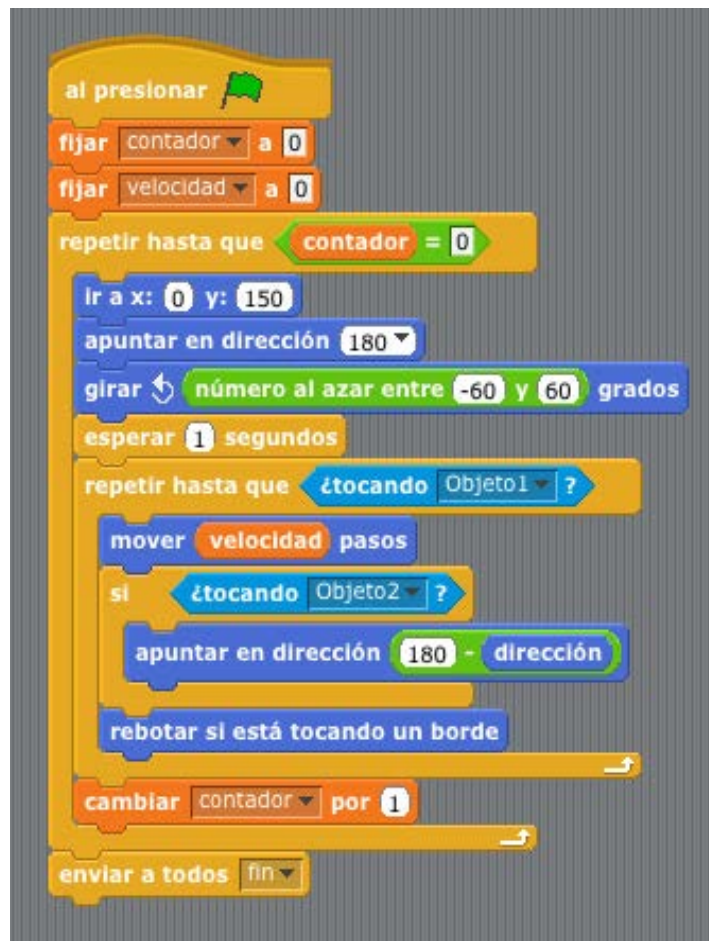 al presionar
fijar contador a 0
fijar velocidad a 0
repetir hasta que contador = 0
ir a x: 0 y: 150
apuntar en dirección 180
girar número al azar entre -60 y 60 grados
esperar 1 segundos
repetir hasta que ¿tocando Objeto1 ?
mover velocidad pasos
si ¿tocando Objeto2 ?
apuntar en dirección 180 - dirección
rebotar si está tocando un borde
cambiar contador por 1
enviar a todos fin